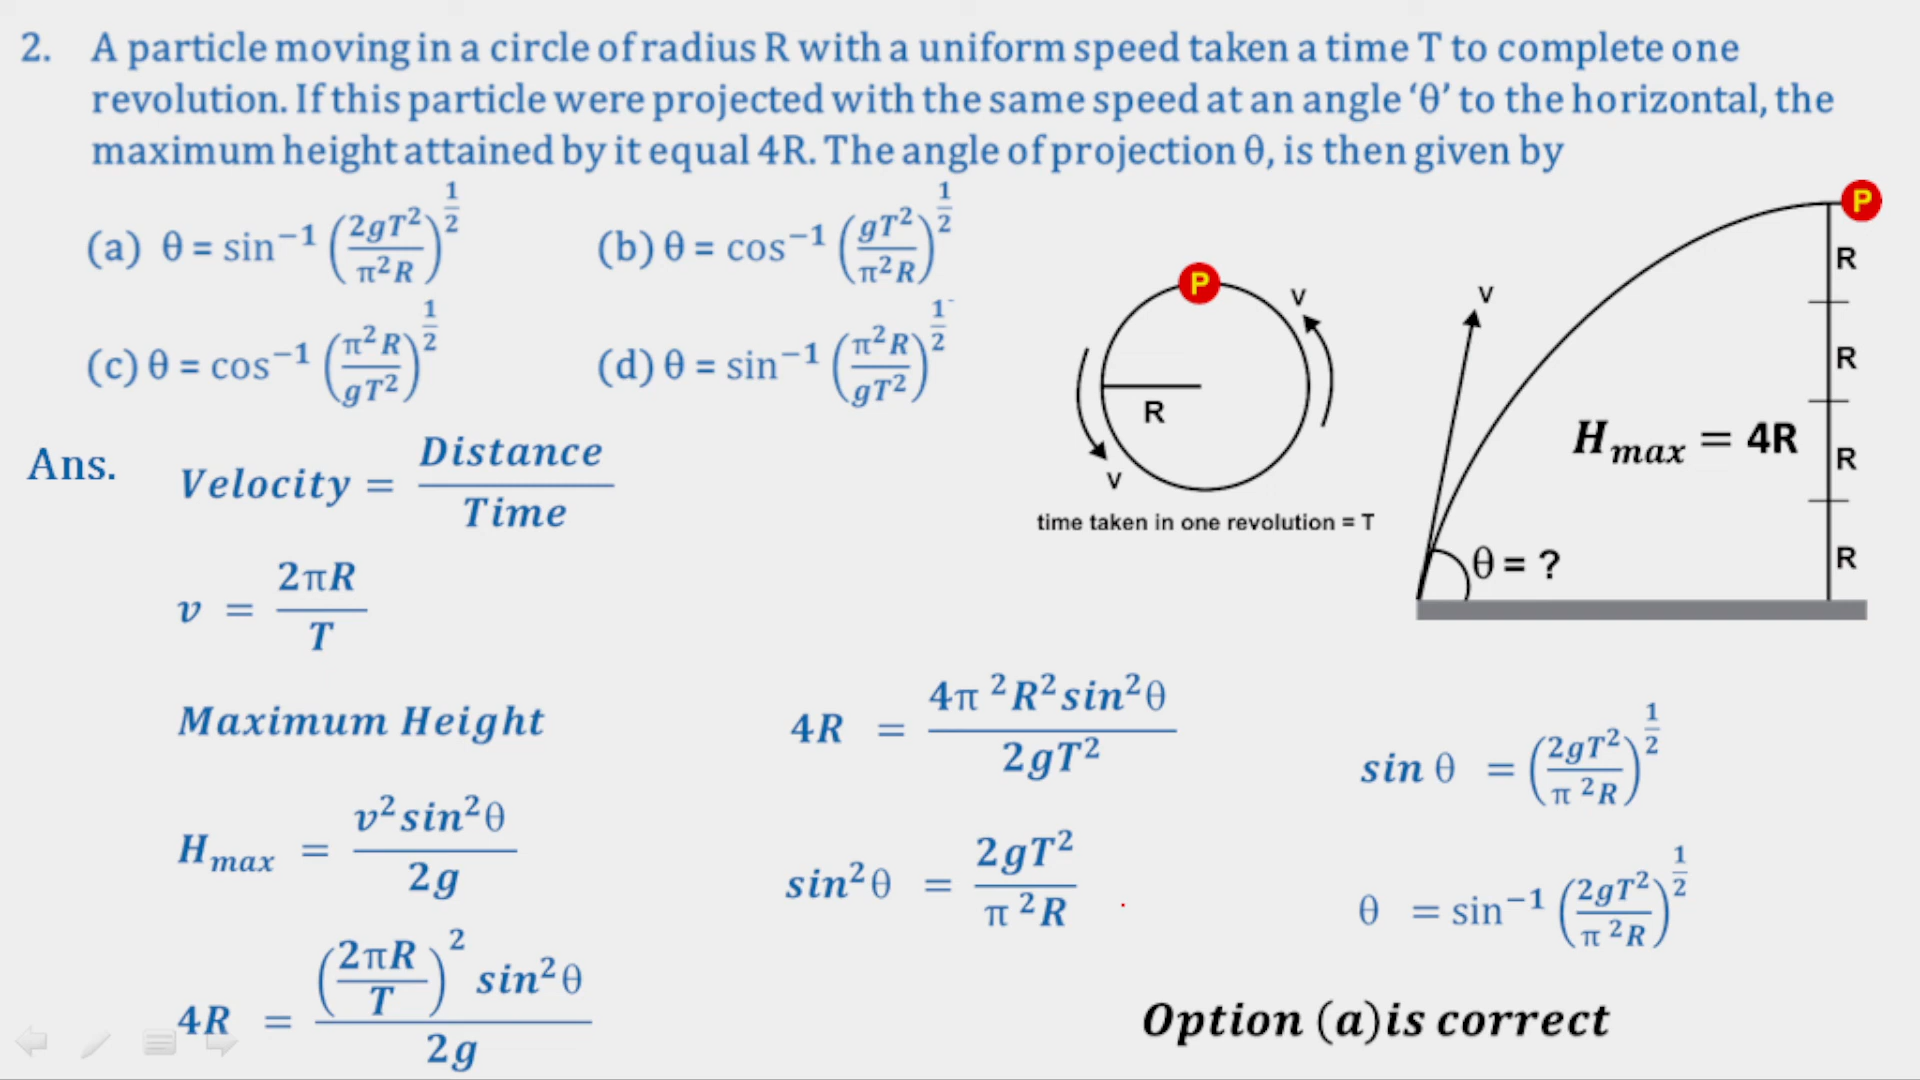 2. A particle moving in a circle of radius R with a uniform speed taken a time T to complete one
revolution. If this particle were projected with the same speed at an angle ‘θ’ to the horizontal, the
maximum height attained by it equal 4R. The angle of projection θ, is then given by
(a) θ = sin⁻¹ (2gT²/π²R)^(1/2) (b) θ = cos⁻¹ (gT²/π²R)^(1/2)
(c) θ = cos⁻¹ (π²R/gT²)^(1/2) (d) θ = sin⁻¹ (π²R/gT²)^(1/2)
P
v
R
v
time taken in one revolution = T
P
v
R
R
R
R
H_max = 4R
θ = ?
Ans. Velocity = Distance/Time
v = 2πR/T
Maximum Height
H_max = v²sin²θ/2g
4R = (2πR/T)² sin²θ/2g
4R = 4π²R²sin²θ/2gT²
sin²θ = 2gT²/π²R
sin θ = (2gT²/π²R)^(1/2)
θ = sin⁻¹ (2gT²/π²R)^(1/2)
Option (a)is correct